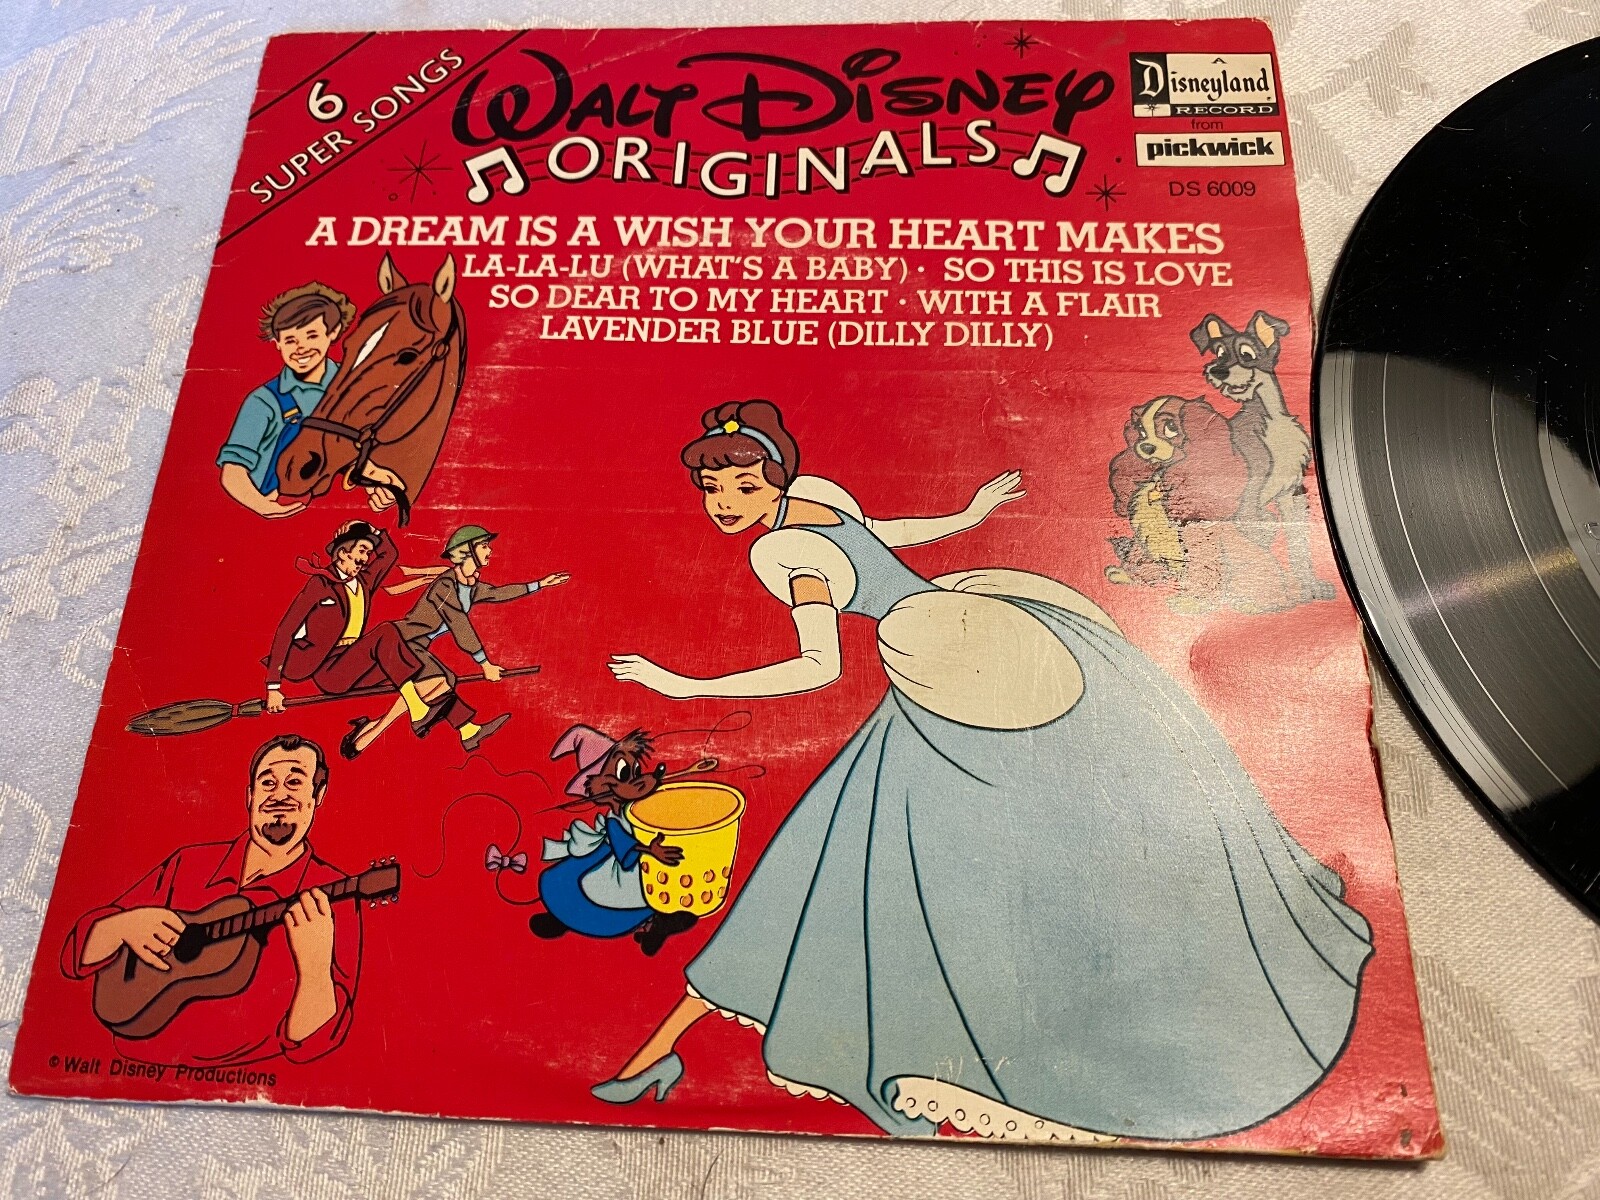 6
SUPER SONGS
WALT DISNEY
ORIGINALS
A
Disneyland
RECORD
from
pickwick
DS 6009
A DREAM IS A WISH YOUR HEART MAKES
LA-LA-LU (WHAT'S A BABY) · SO THIS IS LOVE
SO DEAR TO MY HEART · WITH A FLAIR
LAVENDER BLUE (DILLY DILLY)
© Walt Disney Productions